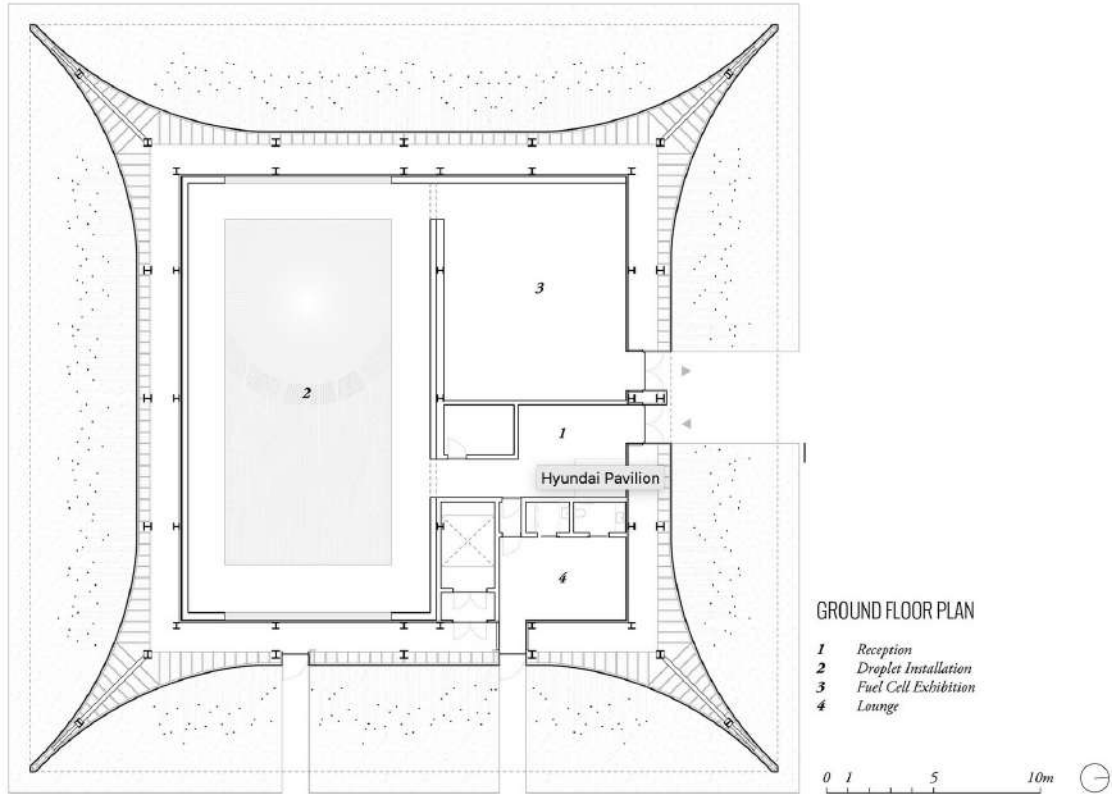 3
2
1
Hyundai Pavilion
4
GROUND FLOOR PLAN
1 Reception
2 Droplet Installation
3 Fuel Cell Exhibition
4 Lounge
0 1 5 10m